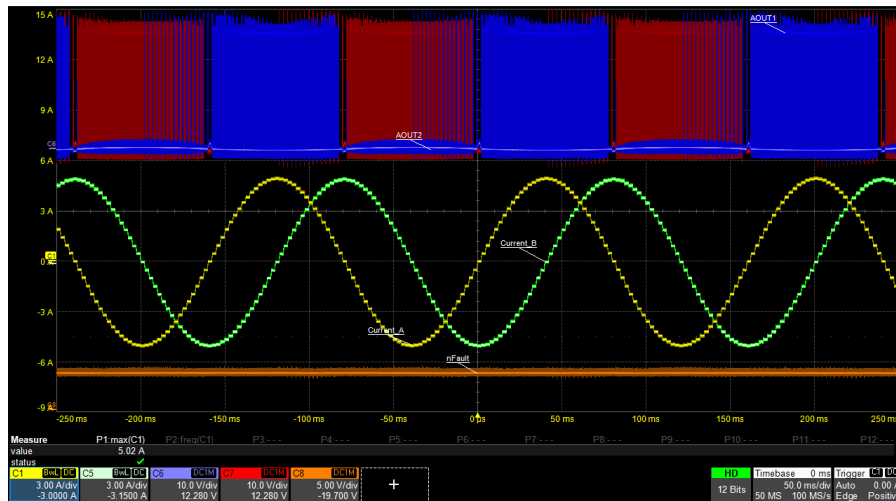 15 A
AOUT1
12 A
9 A
AOUT2
C6
6 A
3 A
Current_B
C1
0 A
-3 A
Current_A
-6 A
nFault
C8
-9 A
-250 ms -200 ms -150 ms -100 ms -50 ms 0 s 50 ms 100 ms 150 ms 200 ms 250 ms
Measure P1:max(C1) P2:freq(C1) P3:- - - P4:- - - P5:- - - P6:- - - P7:- - - P8:- - - P9:- - - P10:- - - P11:- - - P12:- - -
value 5.02 A
status
C1 BwL DC C5 BwL DC C6 DC1M C7 DC1M C8 DC1M HD Timebase 0 ms Trigger C1 DC
3.00 A/div 3.00 A/div 10.0 V/div 10.0 V/div 5.00 V/div + 50.0 ms/div Auto 0.00
-3.0000 A -3.1500 A 12.280 V 12.280 V -19.700 V 12 Bits 50 MS 100 MS/s Edge Positi